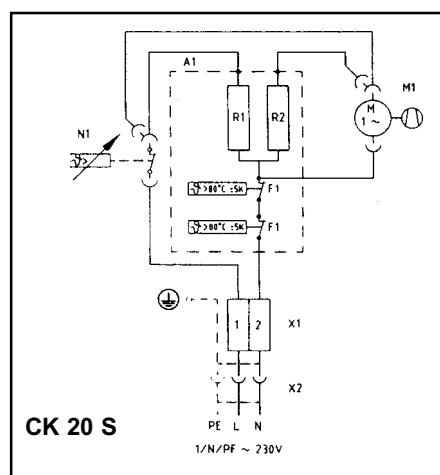 A1
M1
N1
R1 R2
M
1 ~
ϑ>
ϑ >80°C ±5K F1
ϑ >80°C ±5K F1
1 2 X1
X2
CK 20 S
PE L N
1/N/PE ~ 230V